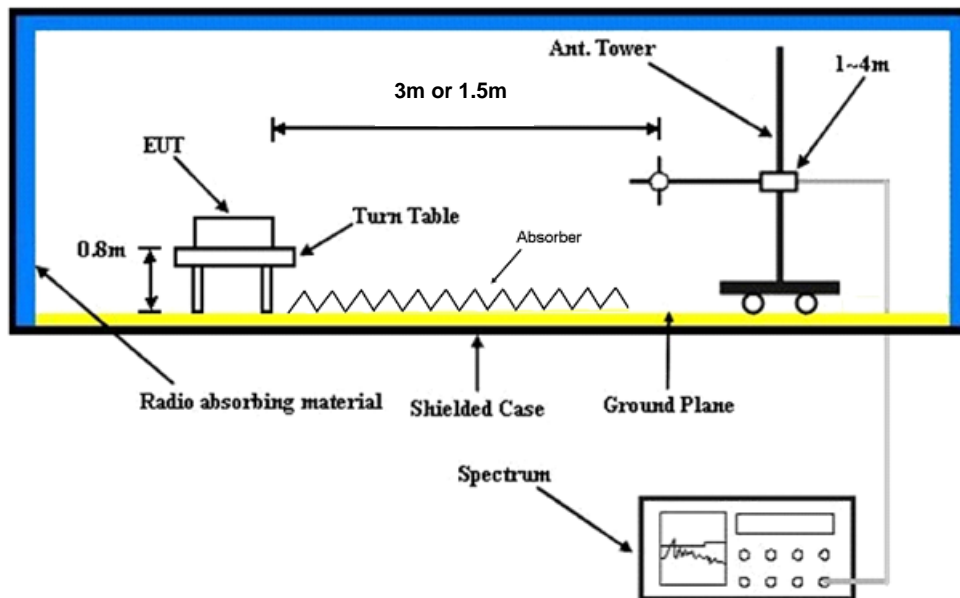 Ant. Tower
1~4m
3m or 1.5m
EUT
Turn Table
0.8m
Absorber
Radio absorbing material
Shielded Case
Ground Plane
Spectrum